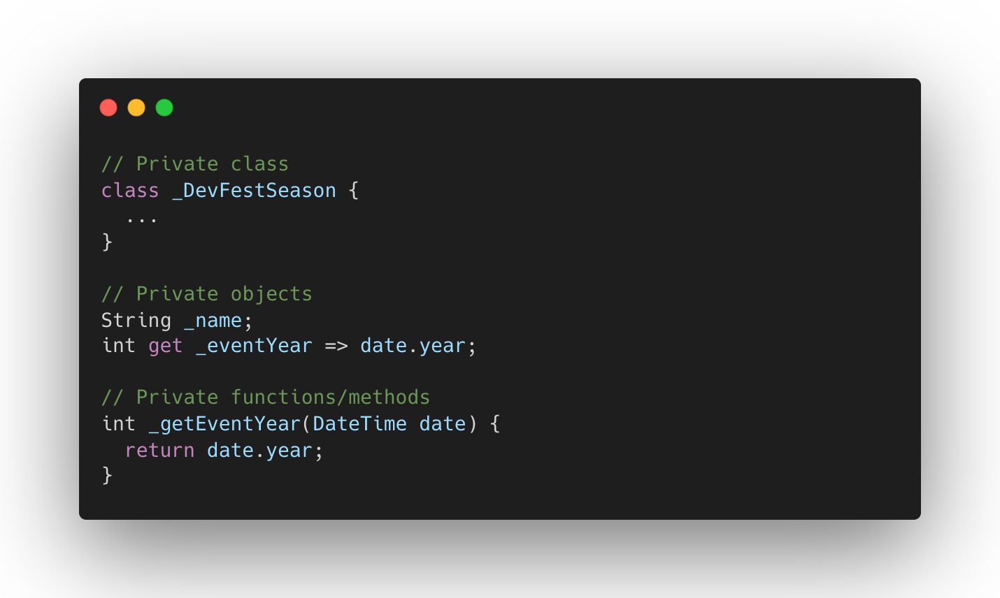 // Private class
class _DevFestSeason {
  ...
}

// Private objects
String _name;
int get _eventYear => date.year;

// Private functions/methods
int _getEventYear(DateTime date) {
  return date.year;
}